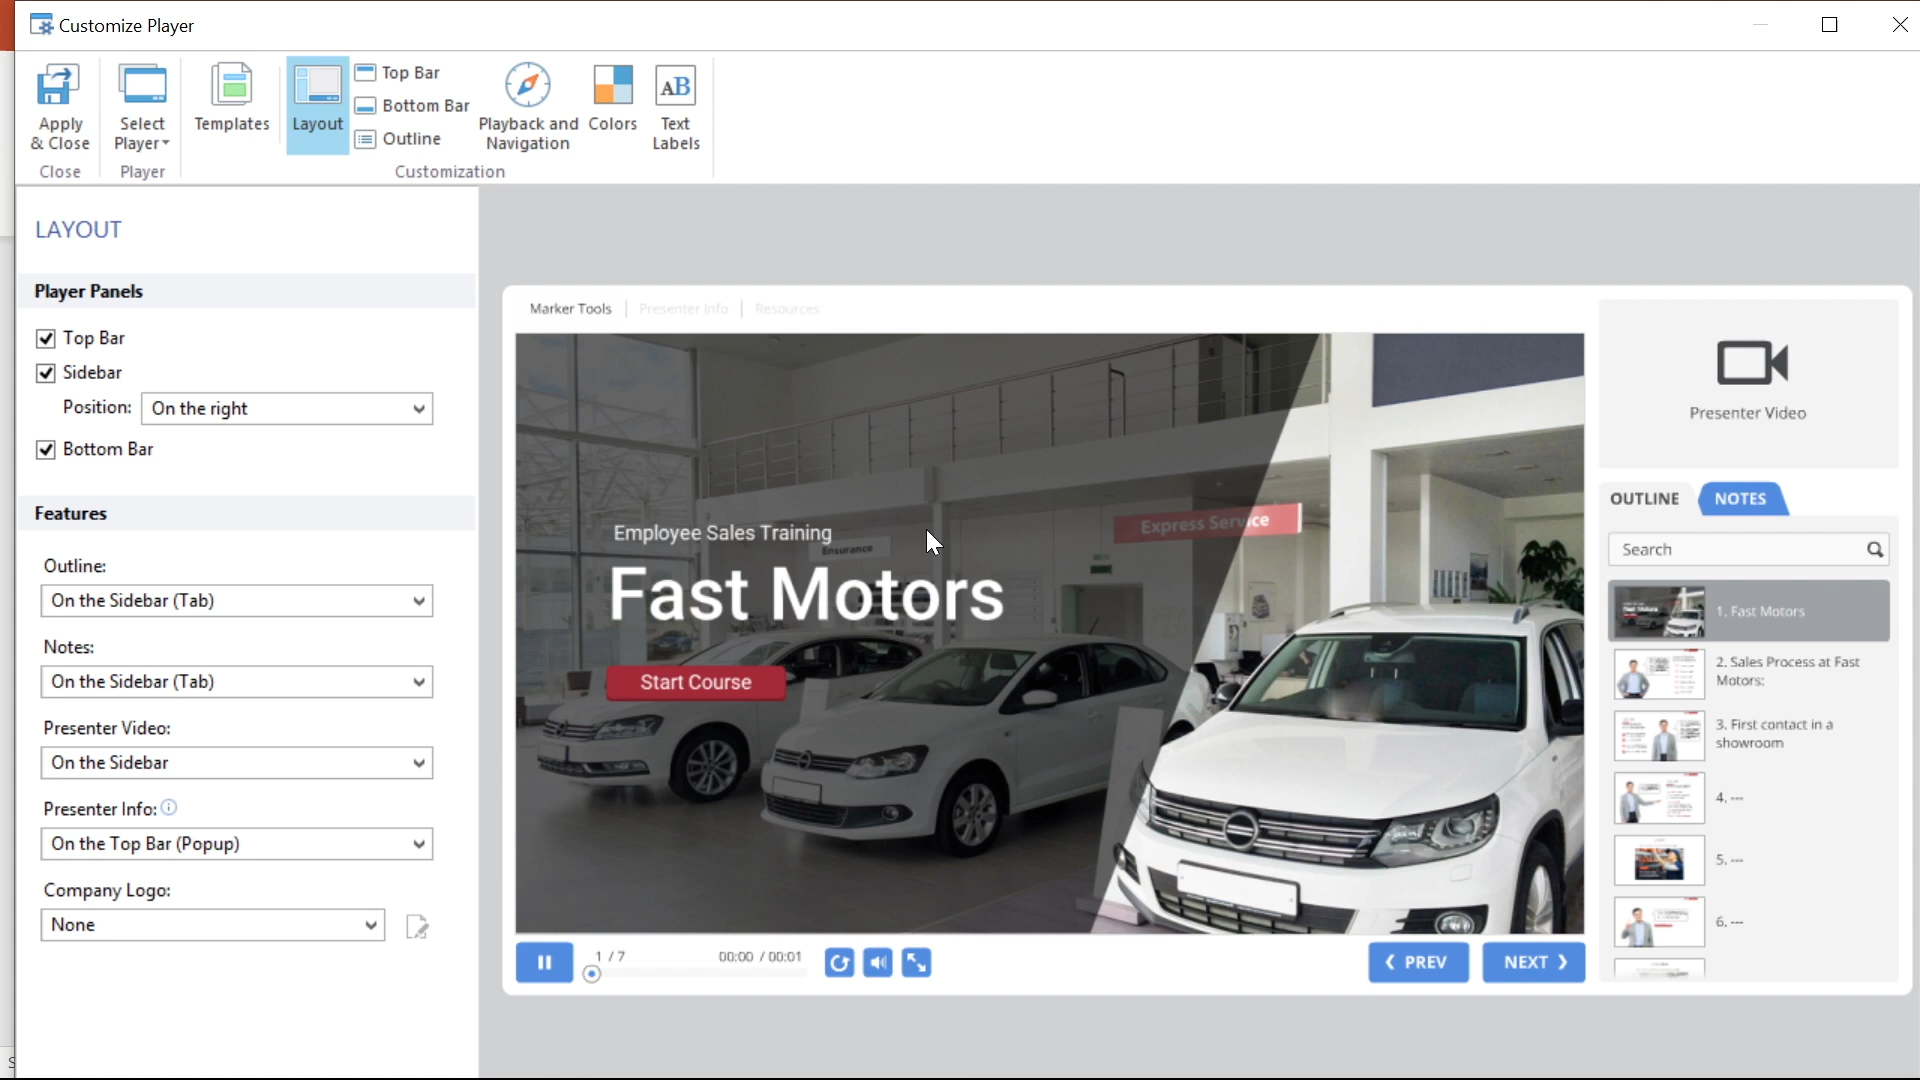 Customize Player
Apply
& Close
Close
Select
Player
Player
Templates
Layout
Top Bar
Bottom Bar
Outline
Playback and
Navigation
Colors
AB
Text
Labels
Customization
LAYOUT
Player Panels
Top Bar
Sidebar
Position: On the right
Bottom Bar
Features
Outline:
On the Sidebar (Tab)
Notes:
On the Sidebar (Tab)
Presenter Video:
On the Sidebar
Presenter Info:
On the Top Bar (Popup)
Company Logo:
None
Marker Tools
Presenter Info
Resources
Employee Sales Training
Ensurance
Express Service
Fast Motors
Start Course
1 / 7
00:00 / 00:01
PREV
NEXT
Presenter Video
OUTLINE
NOTES
Search
1. Fast Motors
2. Sales Process at Fast
Motors:
3. First contact in a
showroom
4. ---
5. ---
6. ---